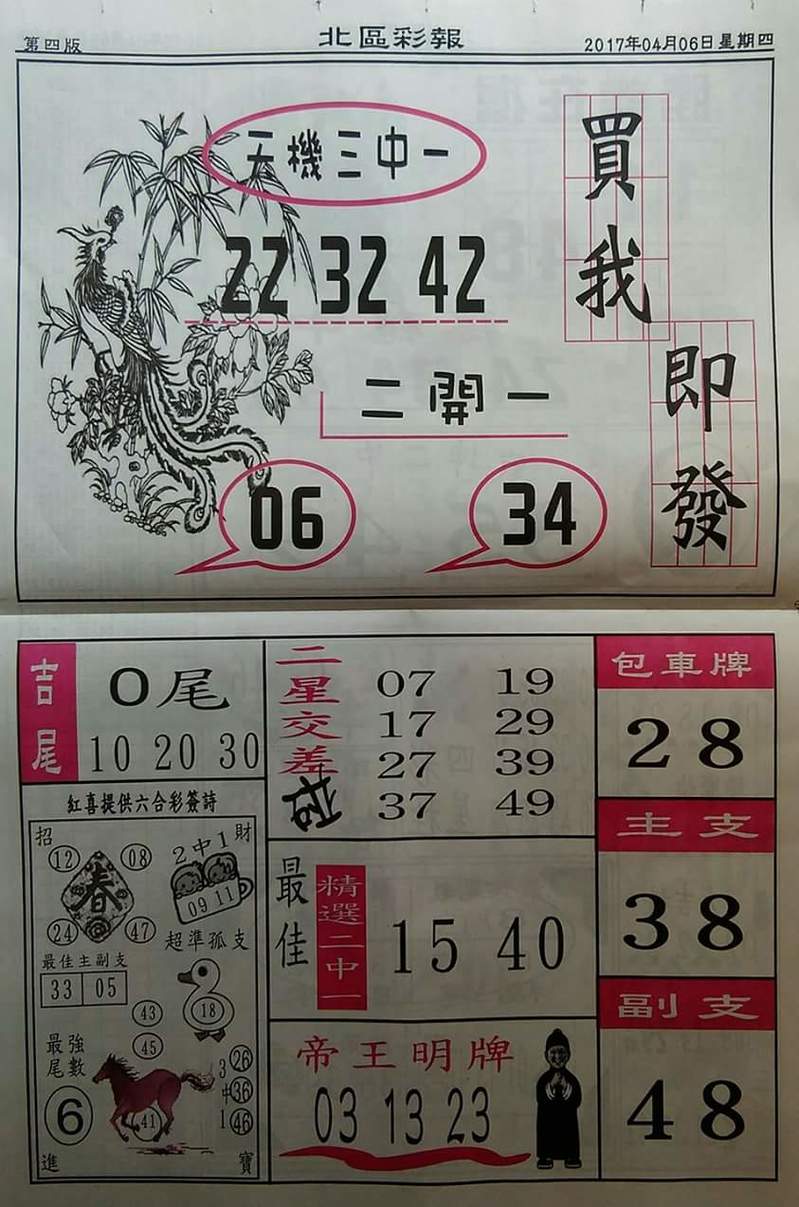 第四版
北區彩報
2017年04月06日星期四
天機三中一
22 32 42
買我
即發
二開一
06
34
吉尾
0尾
10 20 30
二星交差
07 19
17 29
27 39
37 49
包車牌
28
主支
38
副支
48
紅喜提供六合彩簽詩
招
財
12
08
春
24
47
2中1
09 11
超準孤支
18
最佳主副支
33 05
43
45
41
最強尾數
6
3中1
26
36
46
進
寶
最佳
精選二中一
15 40
帝王明牌
03 13 23